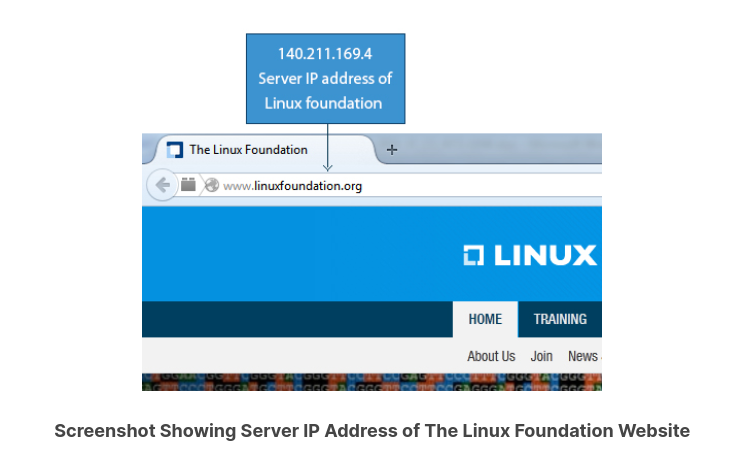 140.211.169.4
Server IP address of
Linux foundation
The Linux Foundation
www.linuxfoundation.org
LINUX
HOME TRAINING
About Us Join News
Screenshot Showing Server IP Address of The Linux Foundation Website